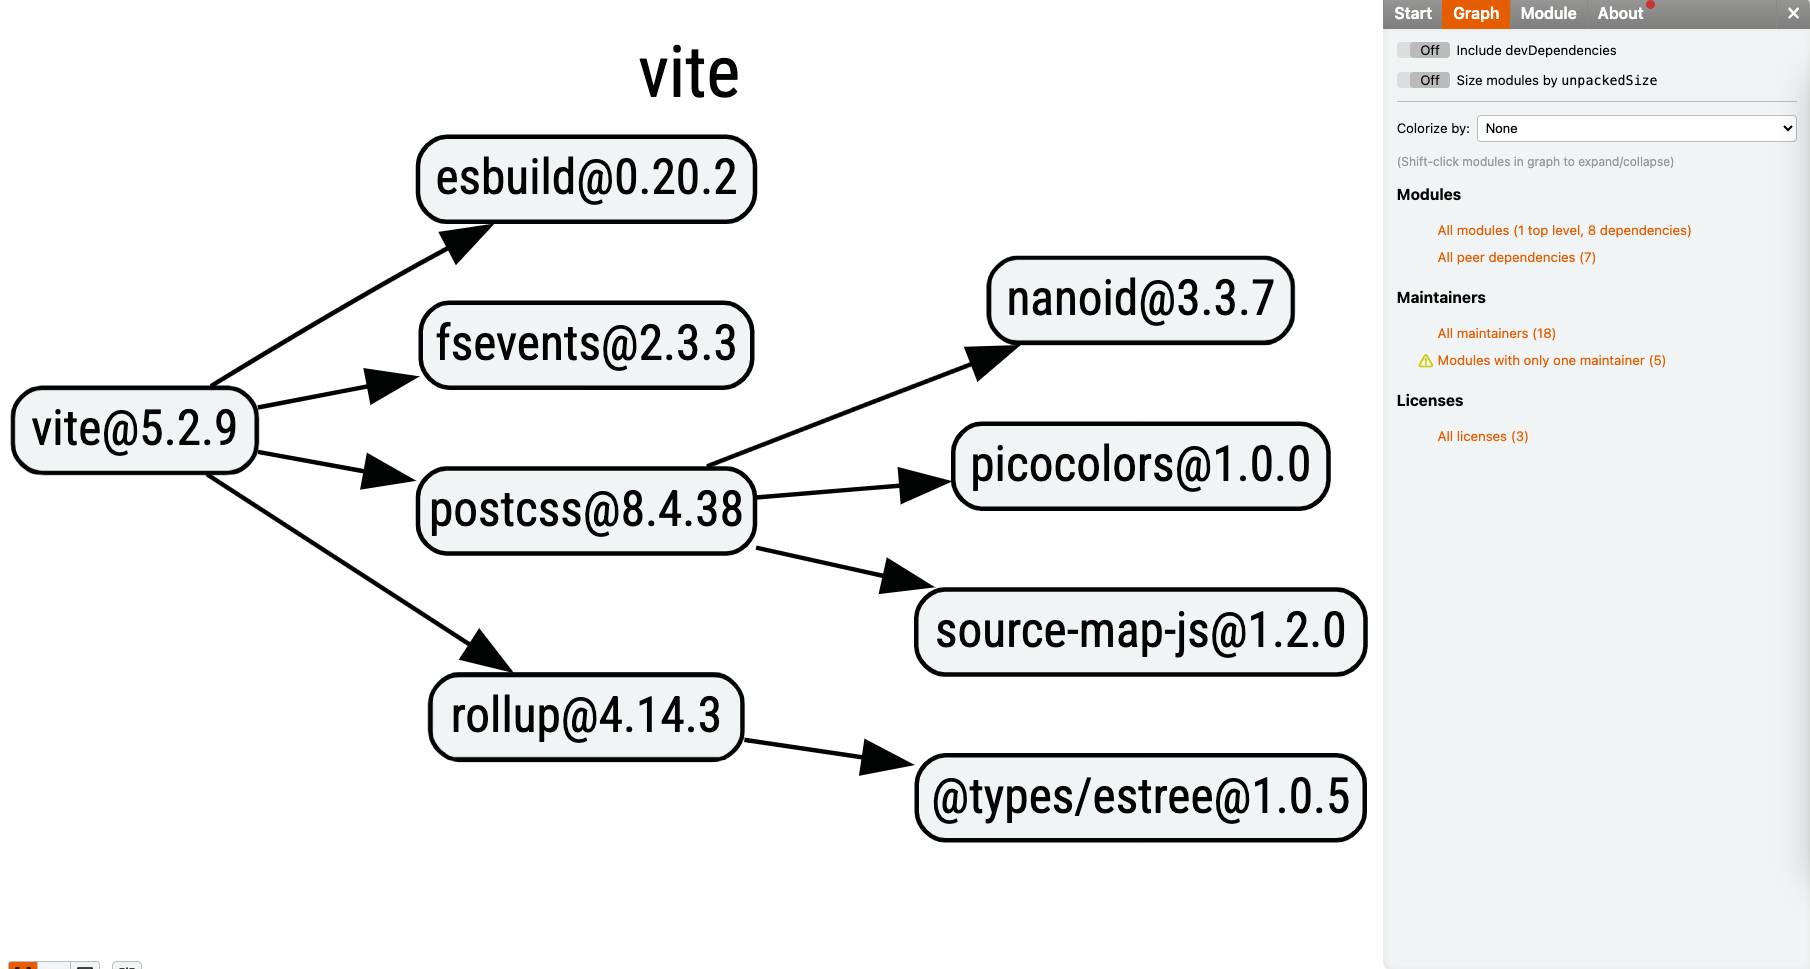 vite
esbuild@0.20.2
fsevents@2.3.3
nanoid@3.3.7
vite@5.2.9
picocolors@1.0.0
postcss@8.4.38
source-map-js@1.2.0
rollup@4.14.3
@types/estree@1.0.5
Start Graph Module About ×
Off Include devDependencies
Off Size modules by unpackedSize
Colorize by: None
(Shift-click modules in graph to expand/collapse)
Modules
All modules (1 top level, 8 dependencies)
All peer dependencies (7)
Maintainers
All maintainers (18)
Modules with only one maintainer (5)
Licenses
All licenses (3)